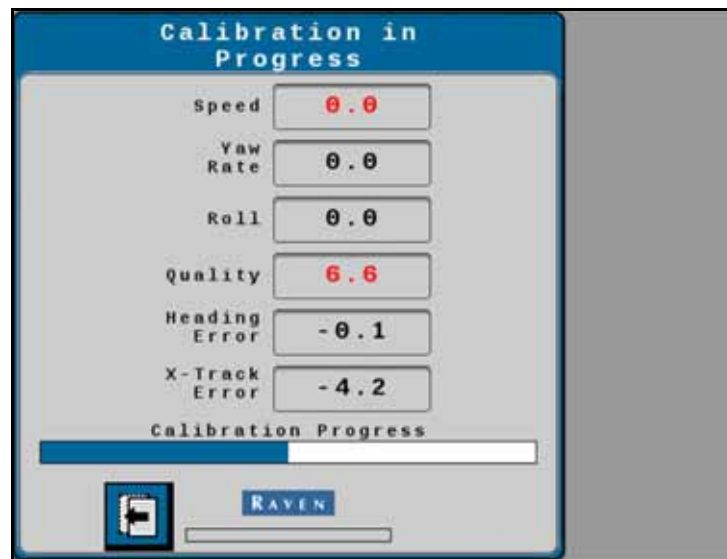 Calibration in
Progress
Speed 0.0
Yaw
Rate 0.0
Roll 0.0
Quality 6.6
Heading
Error -0.1
X-Track
Error -4.2
Calibration Progress
RAVEN